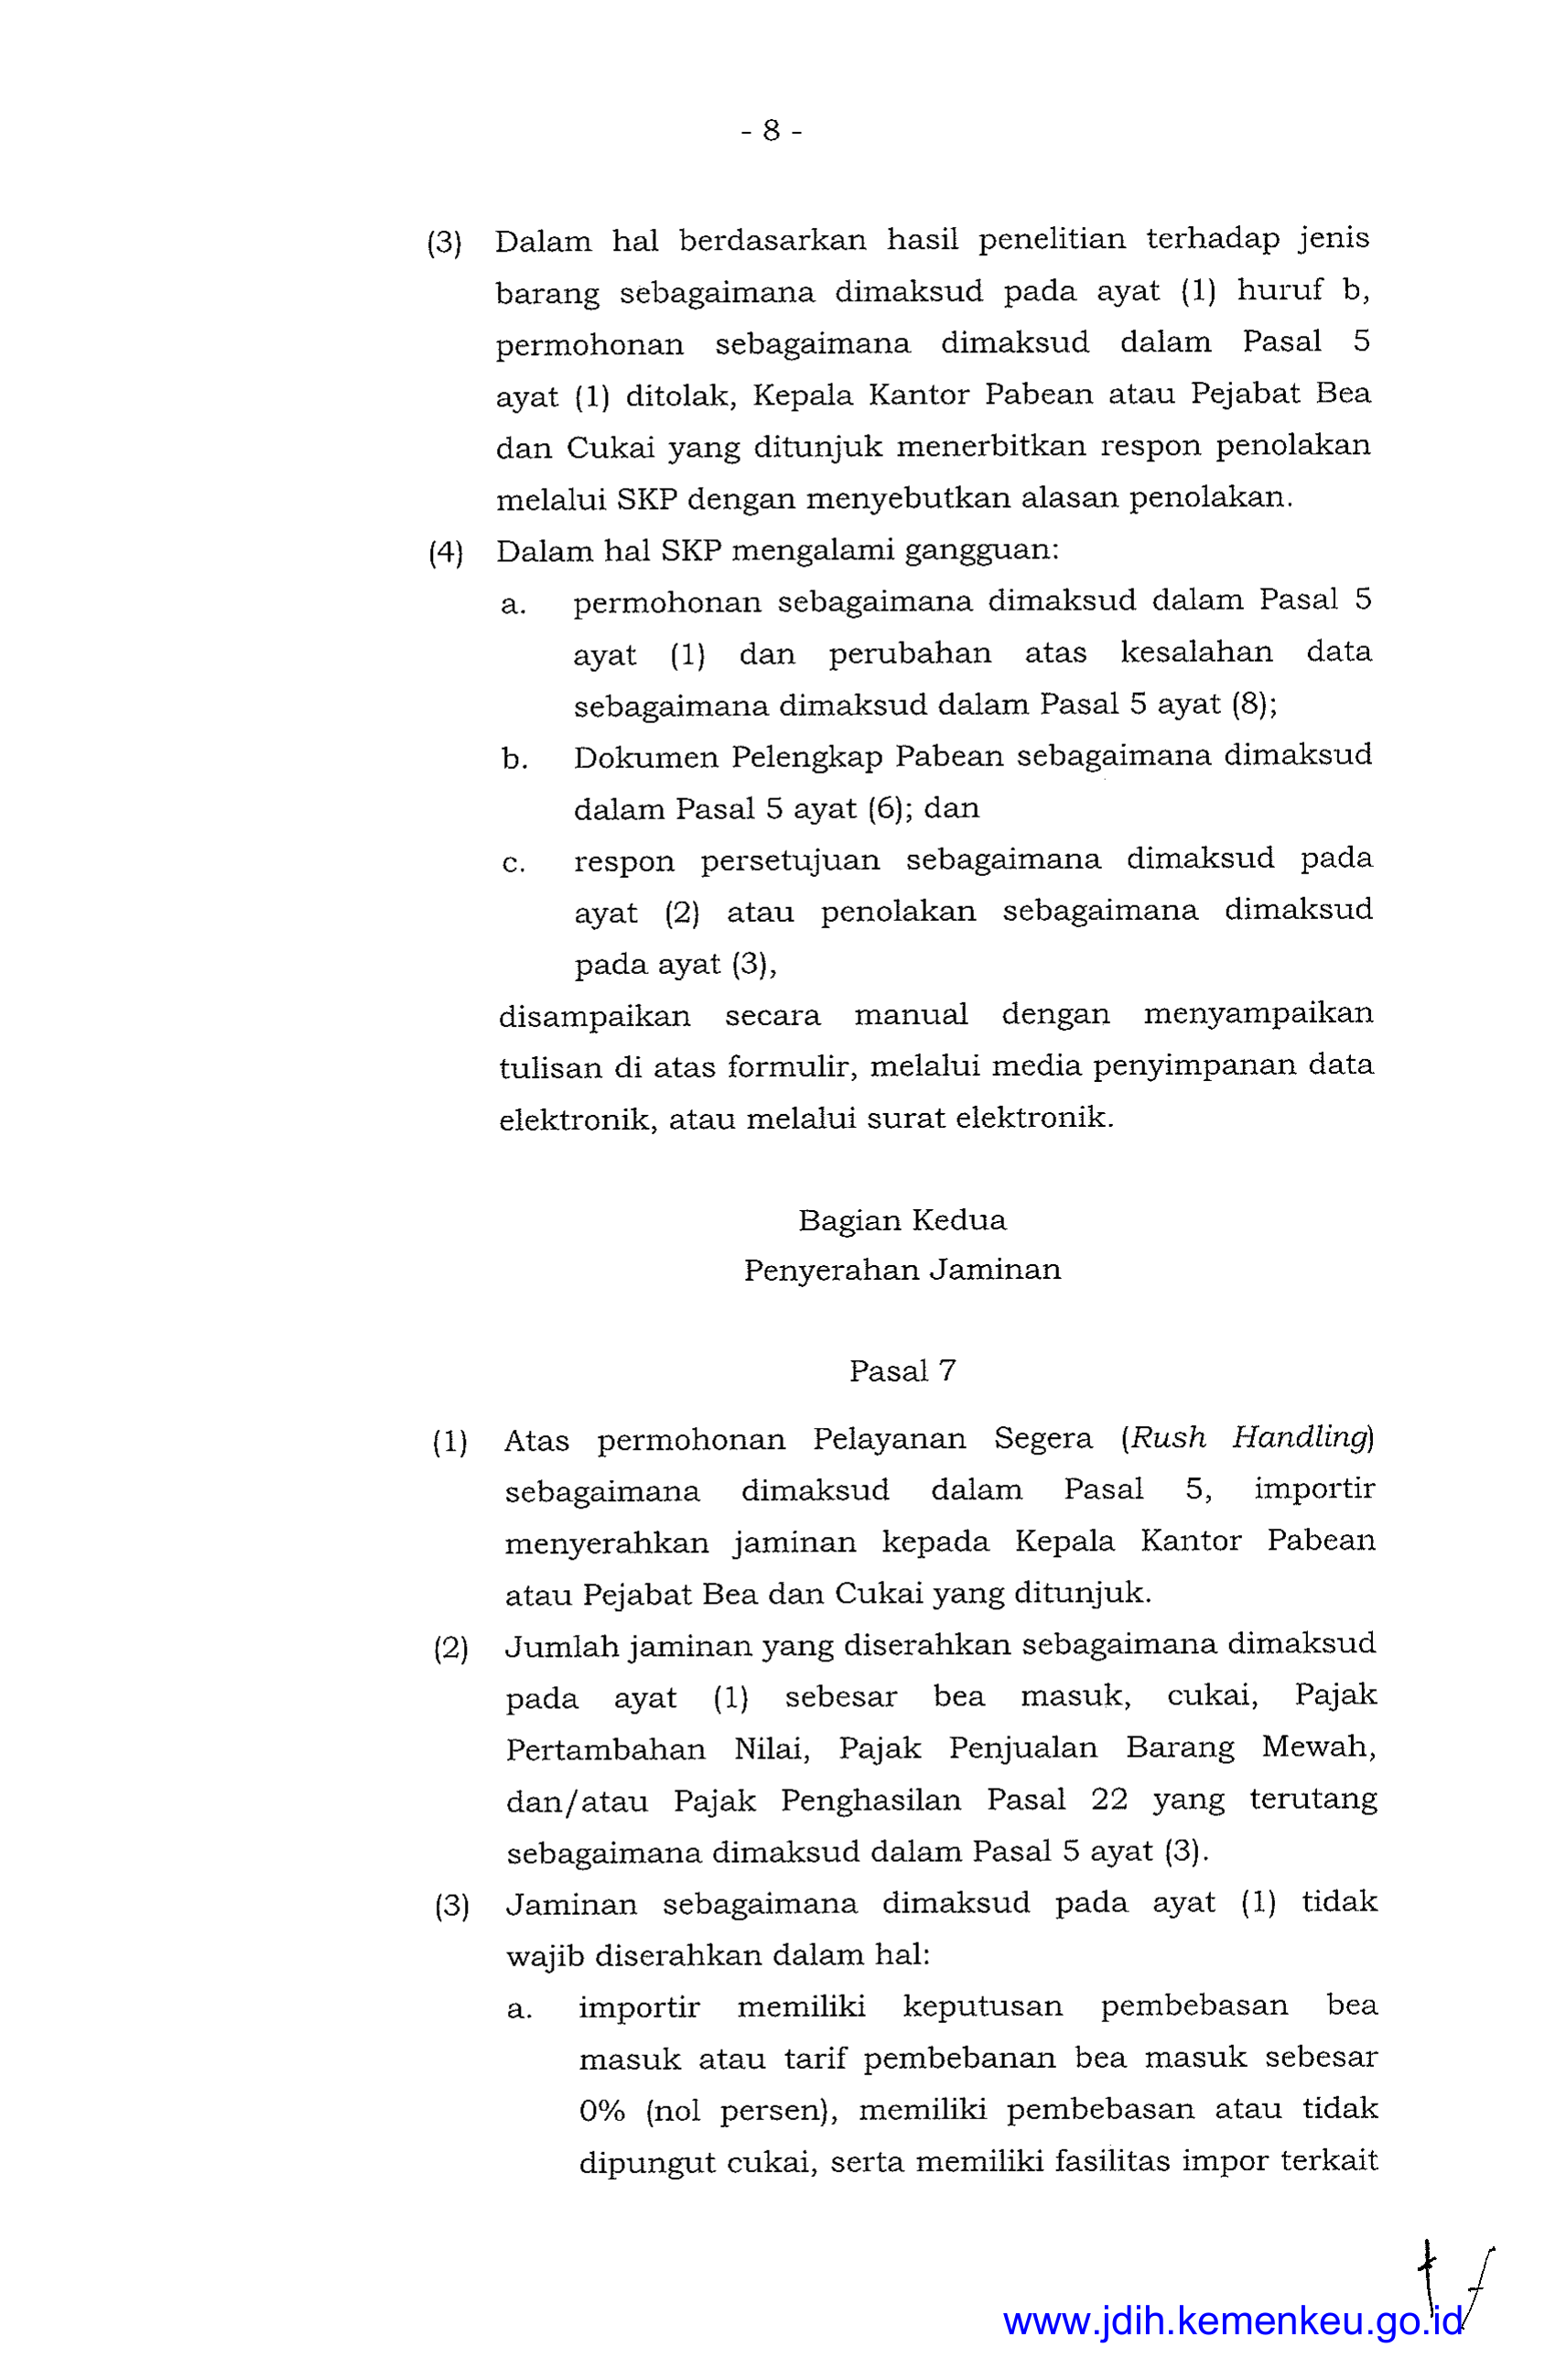 - 8 -
(3) Dalam hal berdasarkan hasil penelitian terhadap jenis
barang sebagaimana dimaksud pada ayat (1) huruf b,
permohonan sebagaimana dimaksud dalam Pasal 5
ayat (1) ditolak, Kepala Kantor Pabean atau Pejabat Bea
dan Cukai yang ditunjuk menerbitkan respon penolakan
melalui SKP dengan menyebutkan alasan penolakan.
(4) Dalam hal SKP mengalami gangguan:
a. permohonan sebagaimana dimaksud dalam Pasal 5
ayat (1) dan perubahan atas kesalahan data
sebagaimana dimaksud dalam Pasal 5 ayat (8);
b. Dokumen Pelengkap Pabean sebagaimana dimaksud
dalam Pasal 5 ayat (6); dan
c. respon persetujuan sebagaimana dimaksud pada
ayat (2) atau penolakan sebagaimana dimaksud
pada ayat (3),
disampaikan secara manual dengan menyampaikan
tulisan di atas formulir, melalui media penyimpanan data
elektronik, atau melalui surat elektronik.
Bagian Kedua
Penyerahan Jaminan
Pasal 7
(1) Atas permohonan Pelayanan Segera (Rush Handling)
sebagaimana dimaksud dalam Pasal 5, importir
menyerahkan jaminan kepada Kepala Kantor Pabean
atau Pejabat Bea dan Cukai yang ditunjuk.
(2) Jumlah jaminan yang diserahkan sebagaimana dimaksud
pada ayat (1) sebesar bea masuk, cukai, Pajak
Pertambahan Nilai, Pajak Penjualan Barang Mewah,
dan/atau Pajak Penghasilan Pasal 22 yang terutang
sebagaimana dimaksud dalam Pasal 5 ayat (3).
(3) Jaminan sebagaimana dimaksud pada ayat (1) tidak
wajib diserahkan dalam hal:
a. importir memiliki keputusan pembebasan bea
masuk atau tarif pembebanan bea masuk sebesar
0% (nol persen), memiliki pembebasan atau tidak
dipungut cukai, serta memiliki fasilitas impor terkait
www.jdih.kemenkeu.go.id